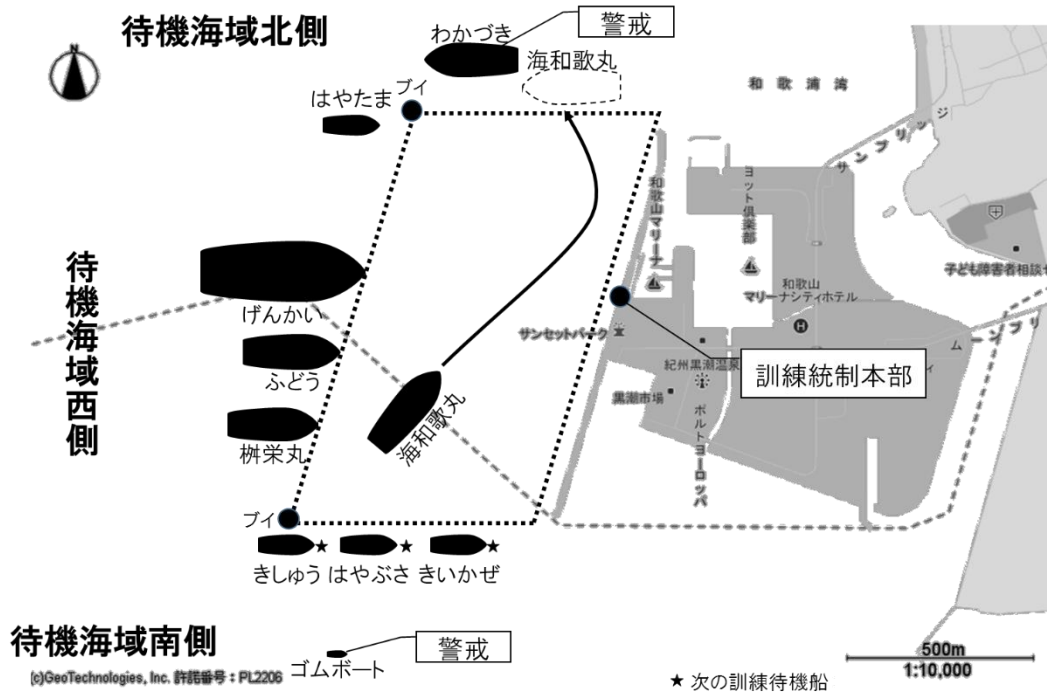 待機海域北側
わかづき
警戒
海和歌丸
N
ブイ
はやたま
和歌浦湾
サンブリッジ
和歌山マリーナ
ヨット倶楽部
子ども障害者相談セ
待機海域西側
げんかい
和歌山
マリーナシティホテル
サンセットパーク
ふどう
紀州黒潮温泉
訓練統制本部
黒潮市場
ポルトヨーロッパ
桝栄丸
海和歌丸
ブイ
きしゅう★
はやぶさ★
きいかぜ★
待機海域南側
警戒
ゴムボート
(c)GeoTechnologies, Inc. 許諾番号:PL2206
★ 次の訓練待機船
500m
1:10,000